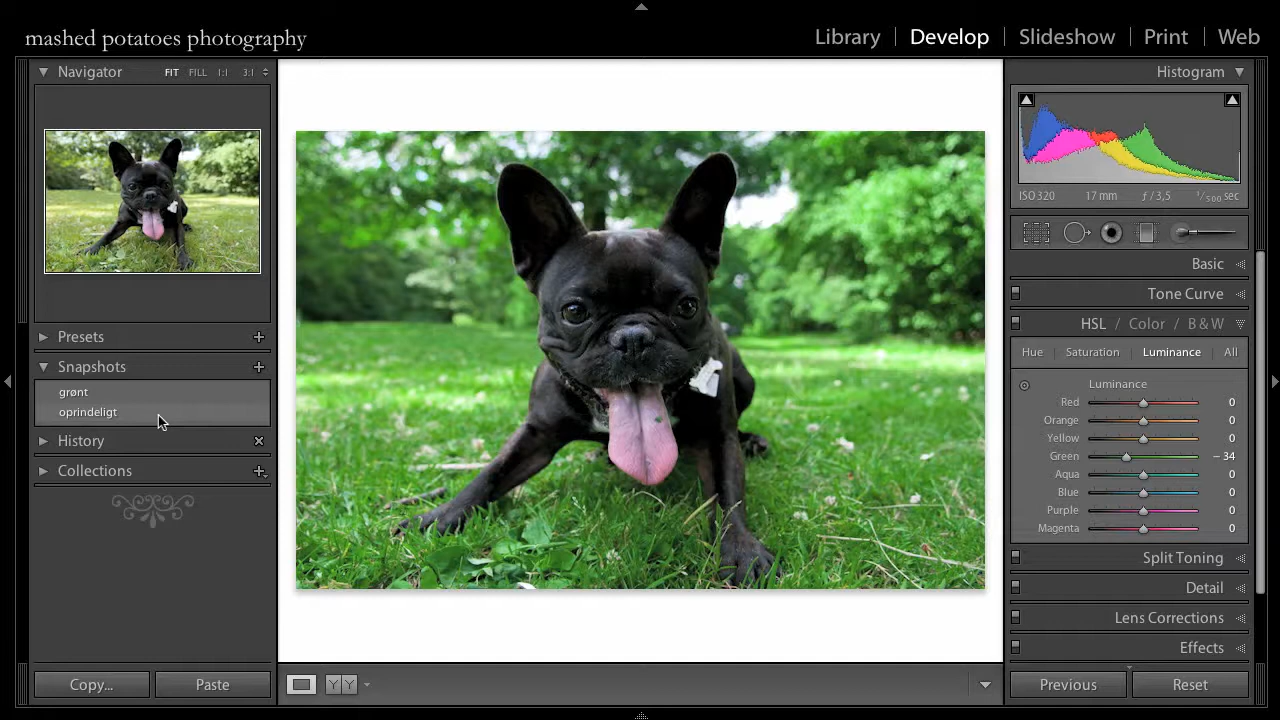 mashed potatoes photography
Library | Develop | Slideshow | Print | Web
Navigator FIT FILL 1:1 3:1
Histogram
ISO 320 17 mm ƒ / 3,5 1/500 sec
Presets
Snapshots
grønt
oprindeligt
History
Collections
Basic
Tone Curve
HSL / Color / B & W
Hue | Saturation | Luminance | All
Luminance
Red 0
Orange 0
Yellow 0
Green – 34
Aqua 0
Blue 0
Purple 0
Magenta 0
Split Toning
Detail
Lens Corrections
Effects
Copy... Paste
Y Y
Previous Reset